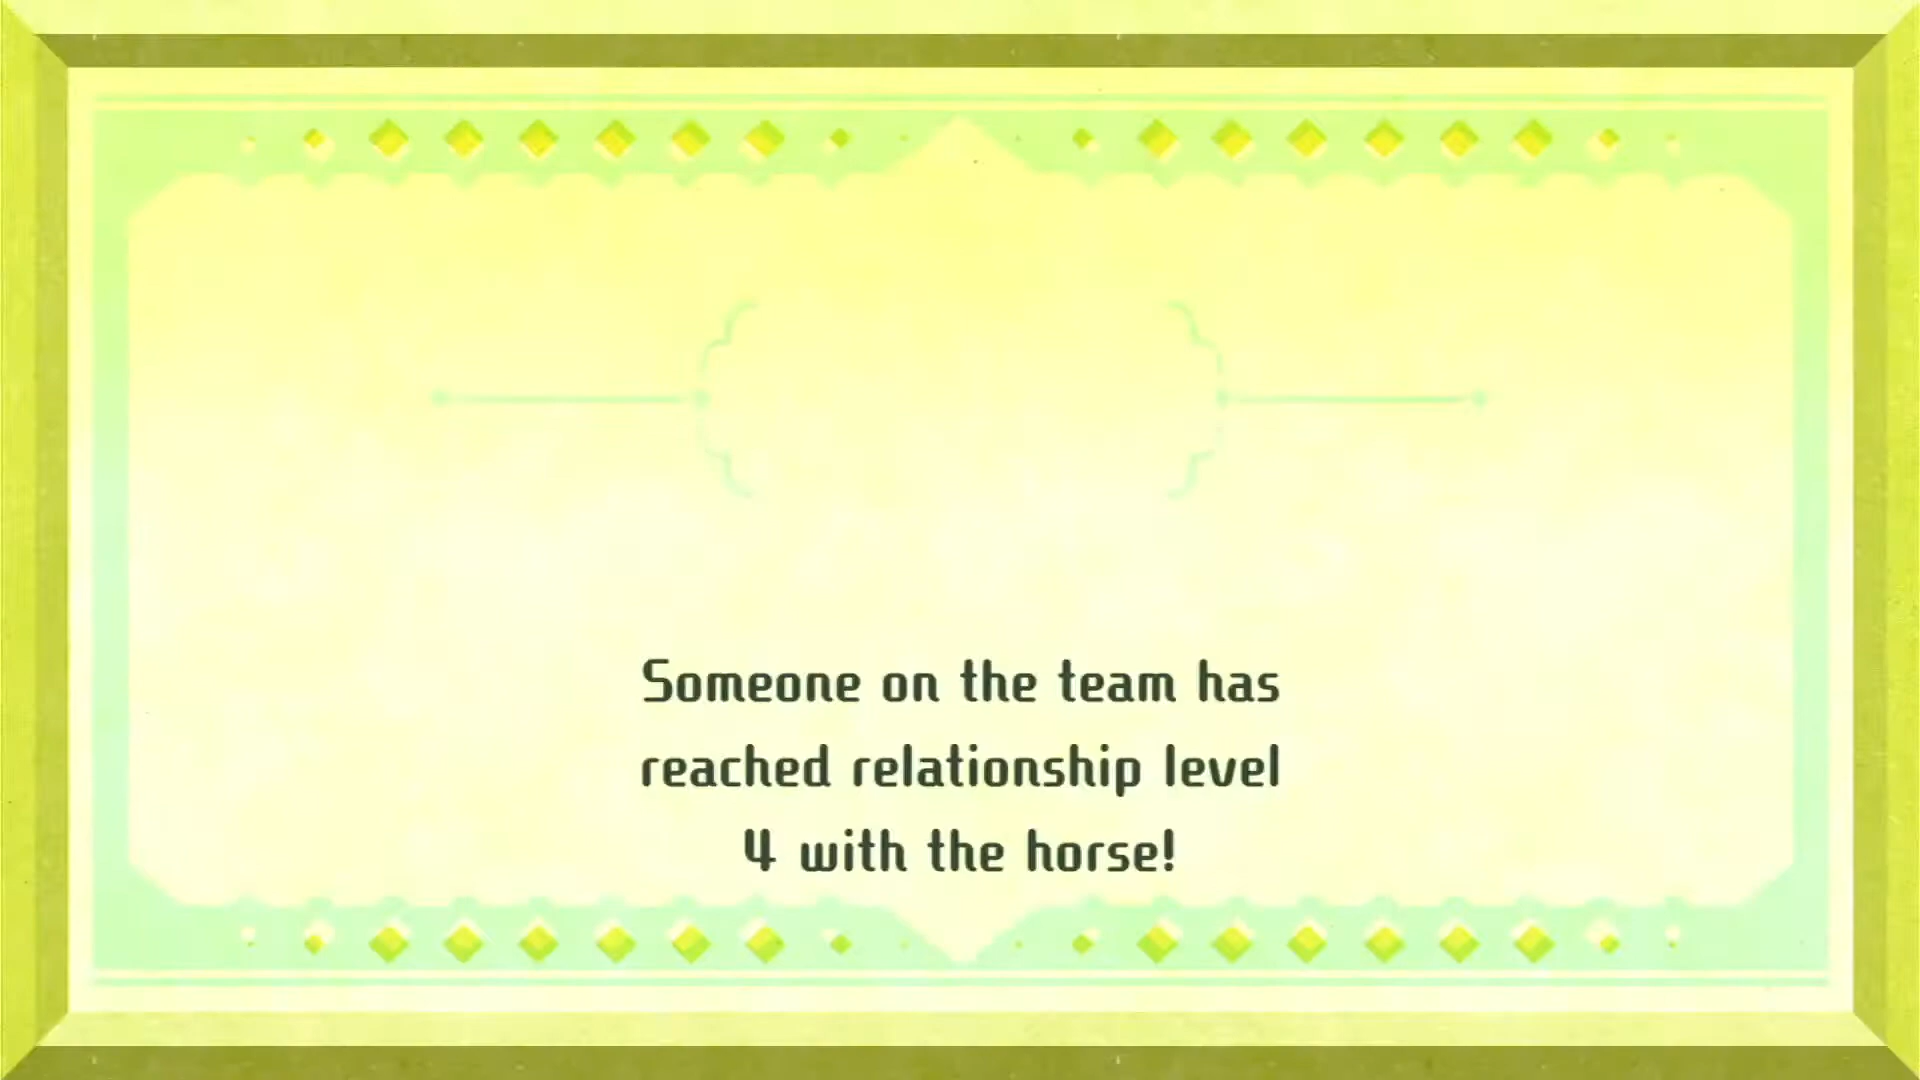 Someone on the team has
reached relationship level
4 with the horse!